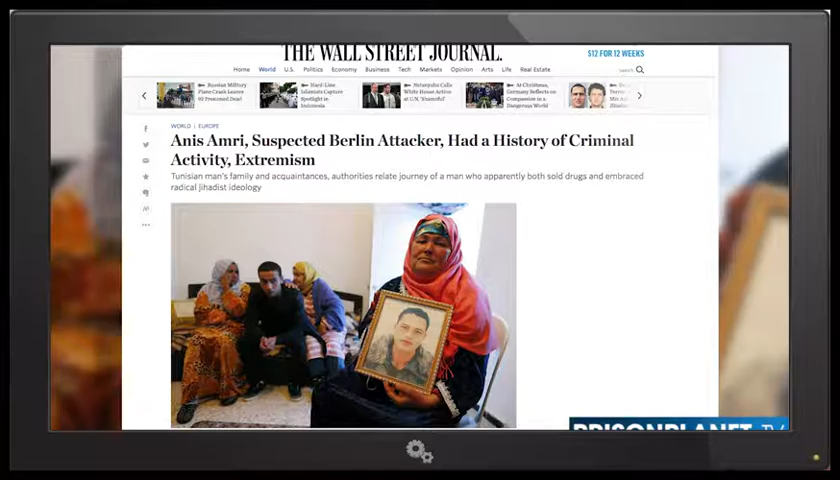 THE WALL STREET JOURNAL.
$12 FOR 12 WEEKS
Home World U.S. Politics Economy Business Tech Markets Opinion Arts Life Real Estate
Search
Russian Military
Plane Crash Leaves
92 Presumed Dead
Hard-Line
Islamists Capture
Spotlight in
Indonesia
Netanyahu Calls
White House Action
at U.N. 'Shameful'
At Christmas,
Germany Reflects on
Compassion in a
Dangerous World
WORLD | EUROPE
Anis Amri, Suspected Berlin Attacker, Had a History of Criminal
Activity, Extremism
Tunisian man's family and acquaintances, authorities relate journey of a man who apparently both sold drugs and embraced
radical jihadist ideology
PRISONPLANET TV